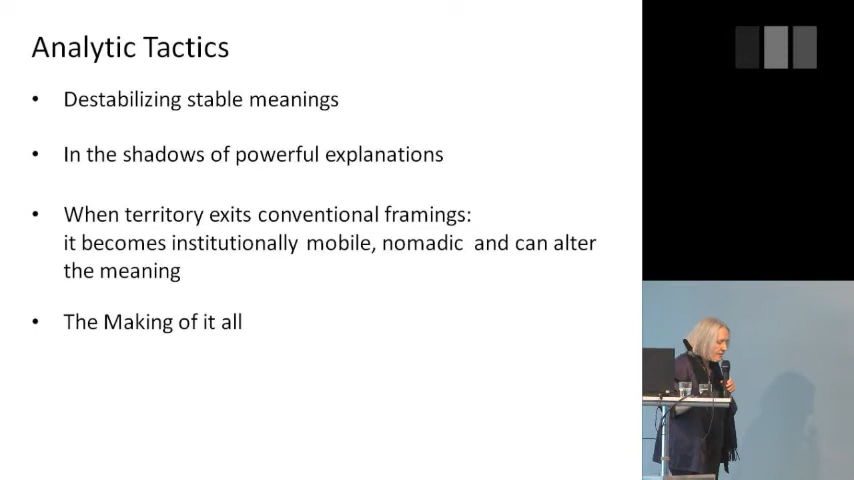 Analytic Tactics
• Destabilizing stable meanings
• In the shadows of powerful explanations
• When territory exits conventional framings:
it becomes institutionally mobile, nomadic and can alter
the meaning
• The Making of it all